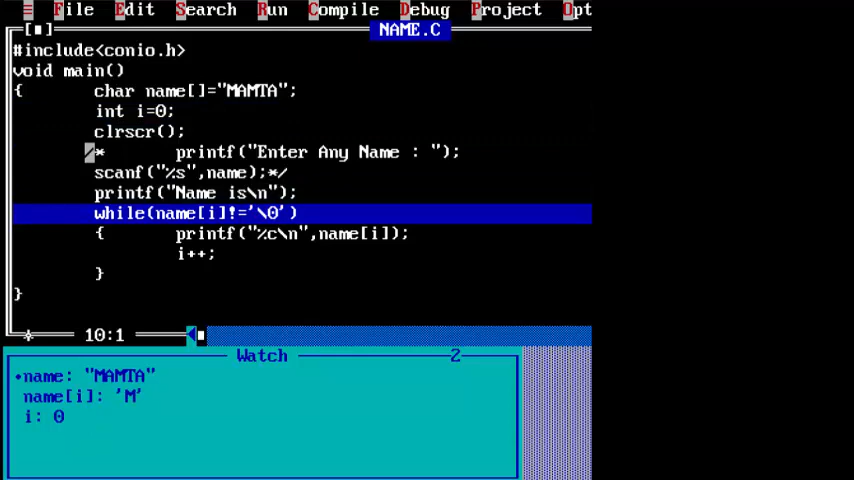 ≡ File Edit Search Run Compile Debug Project Opt
[▪] NAME.C
#include<conio.h>
void main()
{ char name[]="MAMTA";
int i=0;
clrscr();
/* printf("Enter Any Name : ");
scanf("%s",name);*/
printf("Name is\n");
while(name[i]!='\0')
{ printf("%c\n",name[i]);
i++;
}
}
10:1
Watch 2
name: "MAMTA"
name[i]: 'M'
i: 0